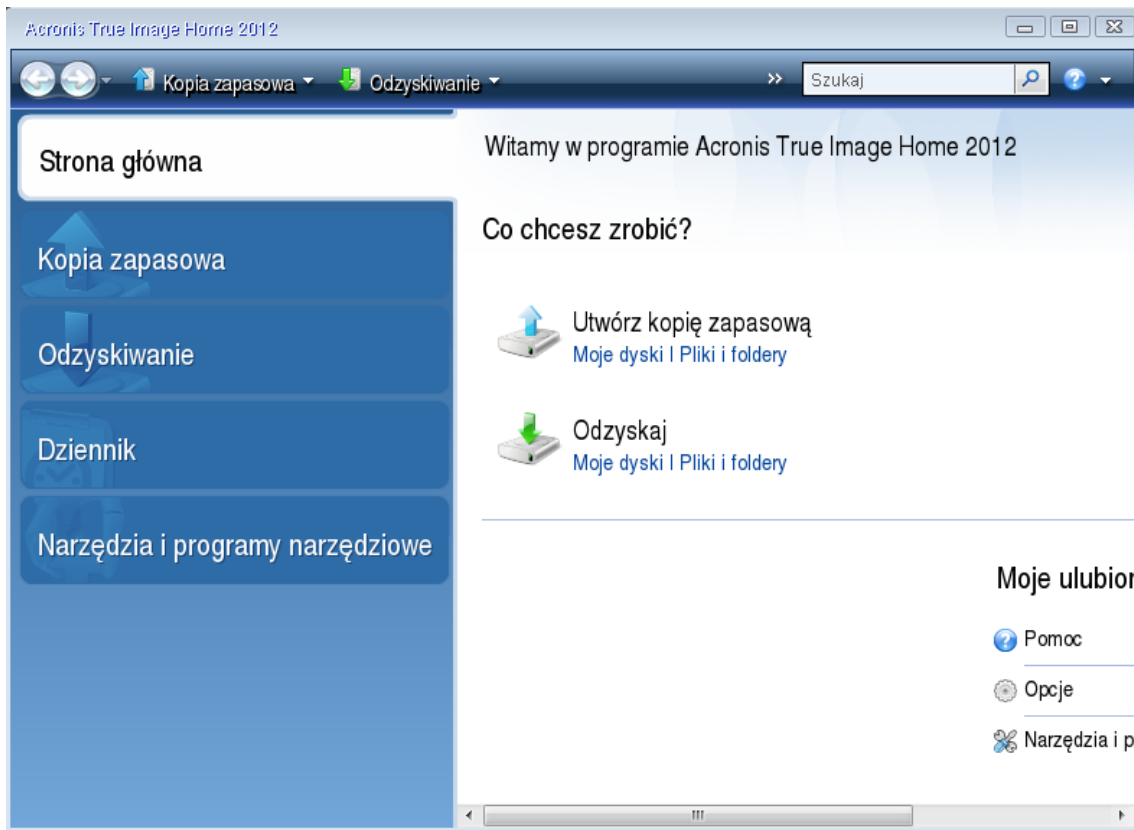 Acronis True Image Home 2012
Kopia zapasowa
Odzyskiwanie
Szukaj
Strona główna
Kopia zapasowa
Odzyskiwanie
Dziennik
Narzędzia i programy narzędziowe
Witamy w programie Acronis True Image Home 2012
Co chcesz zrobić?
Utwórz kopię zapasową
Moje dyski | Pliki i foldery
Odzyskaj
Moje dyski | Pliki i foldery
Moje
Pomoc
Opcje
Narzędzia i